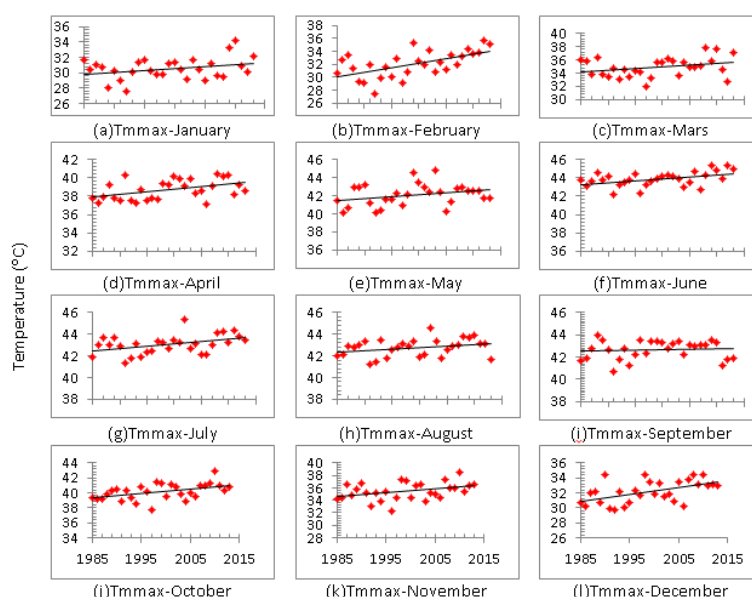 36 36 40
34 34 38
32 32 36
30 30 34
28 28 32
26 26 30
(a)Tmmax-January (b)Tmmax-February (c)Tmmax-Mars
42 46 46
40 44 44
38 42 42
36 40 40
34 38 38
32 36 36
(d)Tmmax-April (e)Tmmax-May (f)Tmmax-June
Temperature (°C)
46 46 46
44 44 44
42 42 42
40 40 40
38 38 38
(g)Tmmax-July (h)Tmmax-August (i)Tmmax-September
44 40 36
42 38 34
40 36 32
38 34 30
36 32 28
34 30 26
1985 1995 2005 2015 1985 1995 2005 2015 1985 1995 2005 2015
(j)Tmmax-October (k)Tmmax-November (l)Tmmax-December